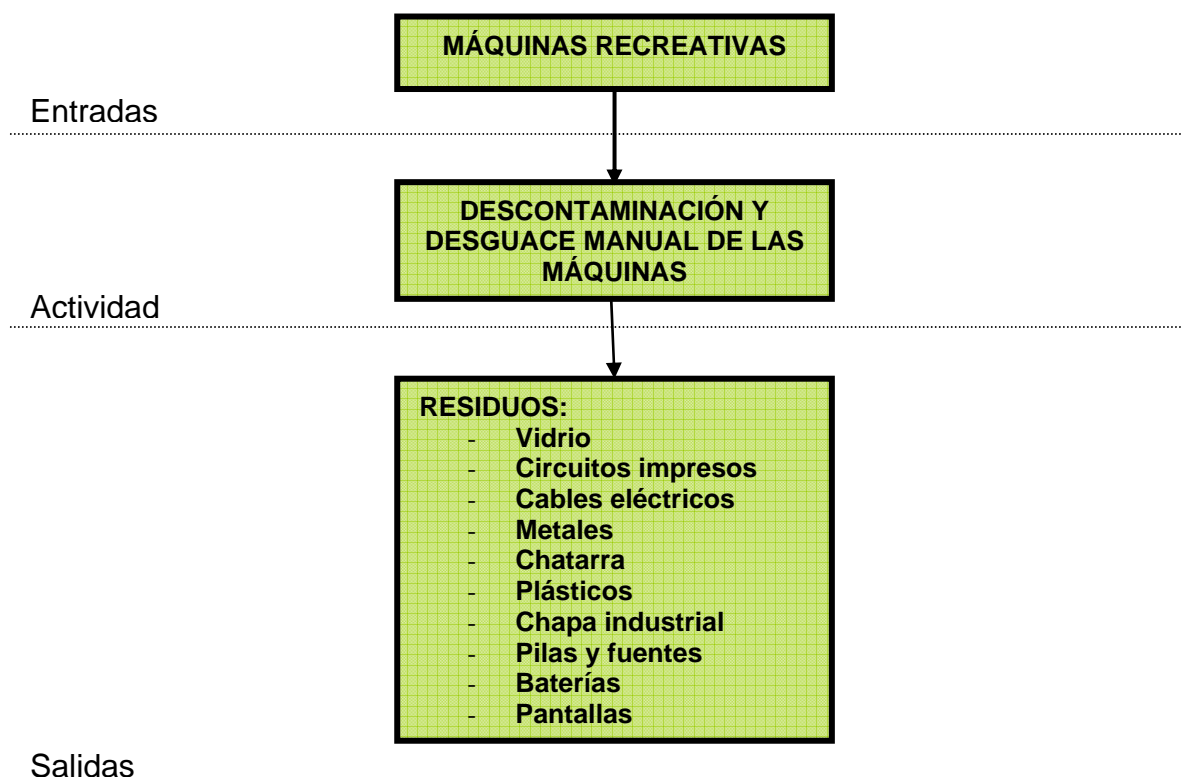 MÁQUINAS RECREATIVAS
Entradas
DESCONTAMINACIÓN Y
DESGUACE MANUAL DE LAS
MÁQUINAS
Actividad
RESIDUOS:
- Vidrio
- Circuitos impresos
- Cables eléctricos
- Metales
- Chatarra
- Plásticos
- Chapa industrial
- Pilas y fuentes
- Baterías
- Pantallas
Salidas